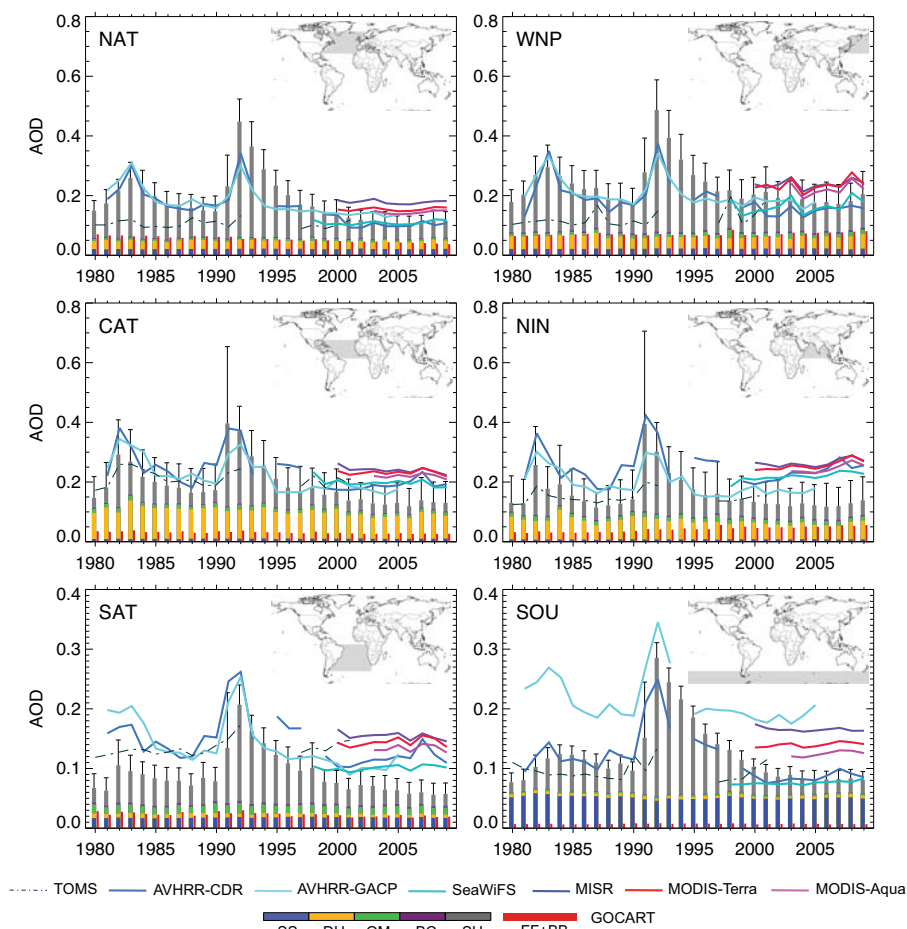 NAT
WNP
AOD
0.8
0.6
0.4
0.2
0.0
1980 1985 1990 1995 2000 2005
0.8
0.6
0.4
0.2
0.0
1980 1985 1990 1995 2000 2005
CAT
NIN
AOD
0.8
0.6
0.4
0.2
0.0
1980 1985 1990 1995 2000 2005
0.8
0.6
0.4
0.2
0.0
1980 1985 1990 1995 2000 2005
SAT
SOU
AOD
0.4
0.3
0.2
0.1
0.0
1980 1985 1990 1995 2000 2005
0.4
0.3
0.2
0.1
0.0
1980 1985 1990 1995 2000 2005
TOMS AVHRR-CDR AVHRR-GACP SeaWiFS MISR MODIS-Terra MODIS-Aqua
GOCART